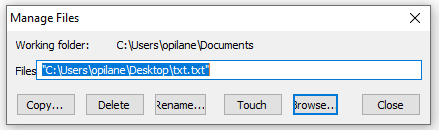 Manage Files
Working folder: C:\Users\opilane\Documents
Files "C:\Users\opilane\Desktop\txt.txt"
Copy... Delete Rename... Touch Browse... Close